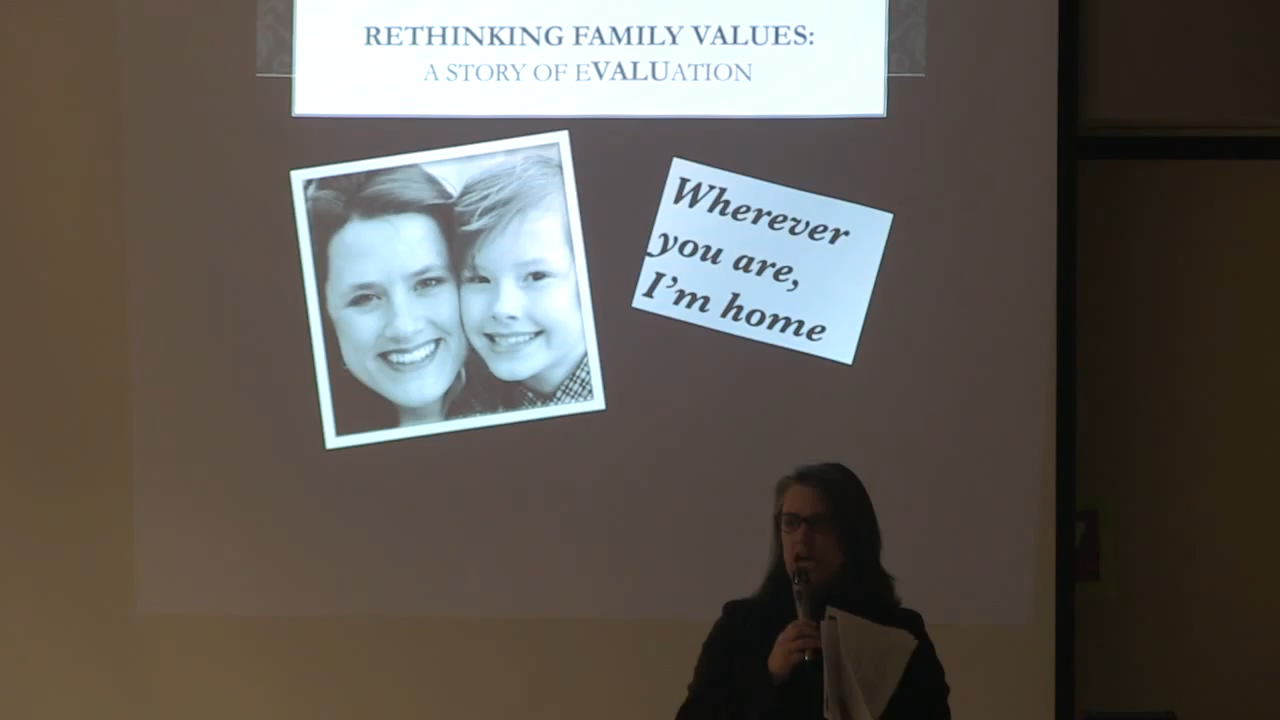 RETHINKING FAMILY VALUES:
A STORY OF EVALUATION
Wherever
you are,
I'm home